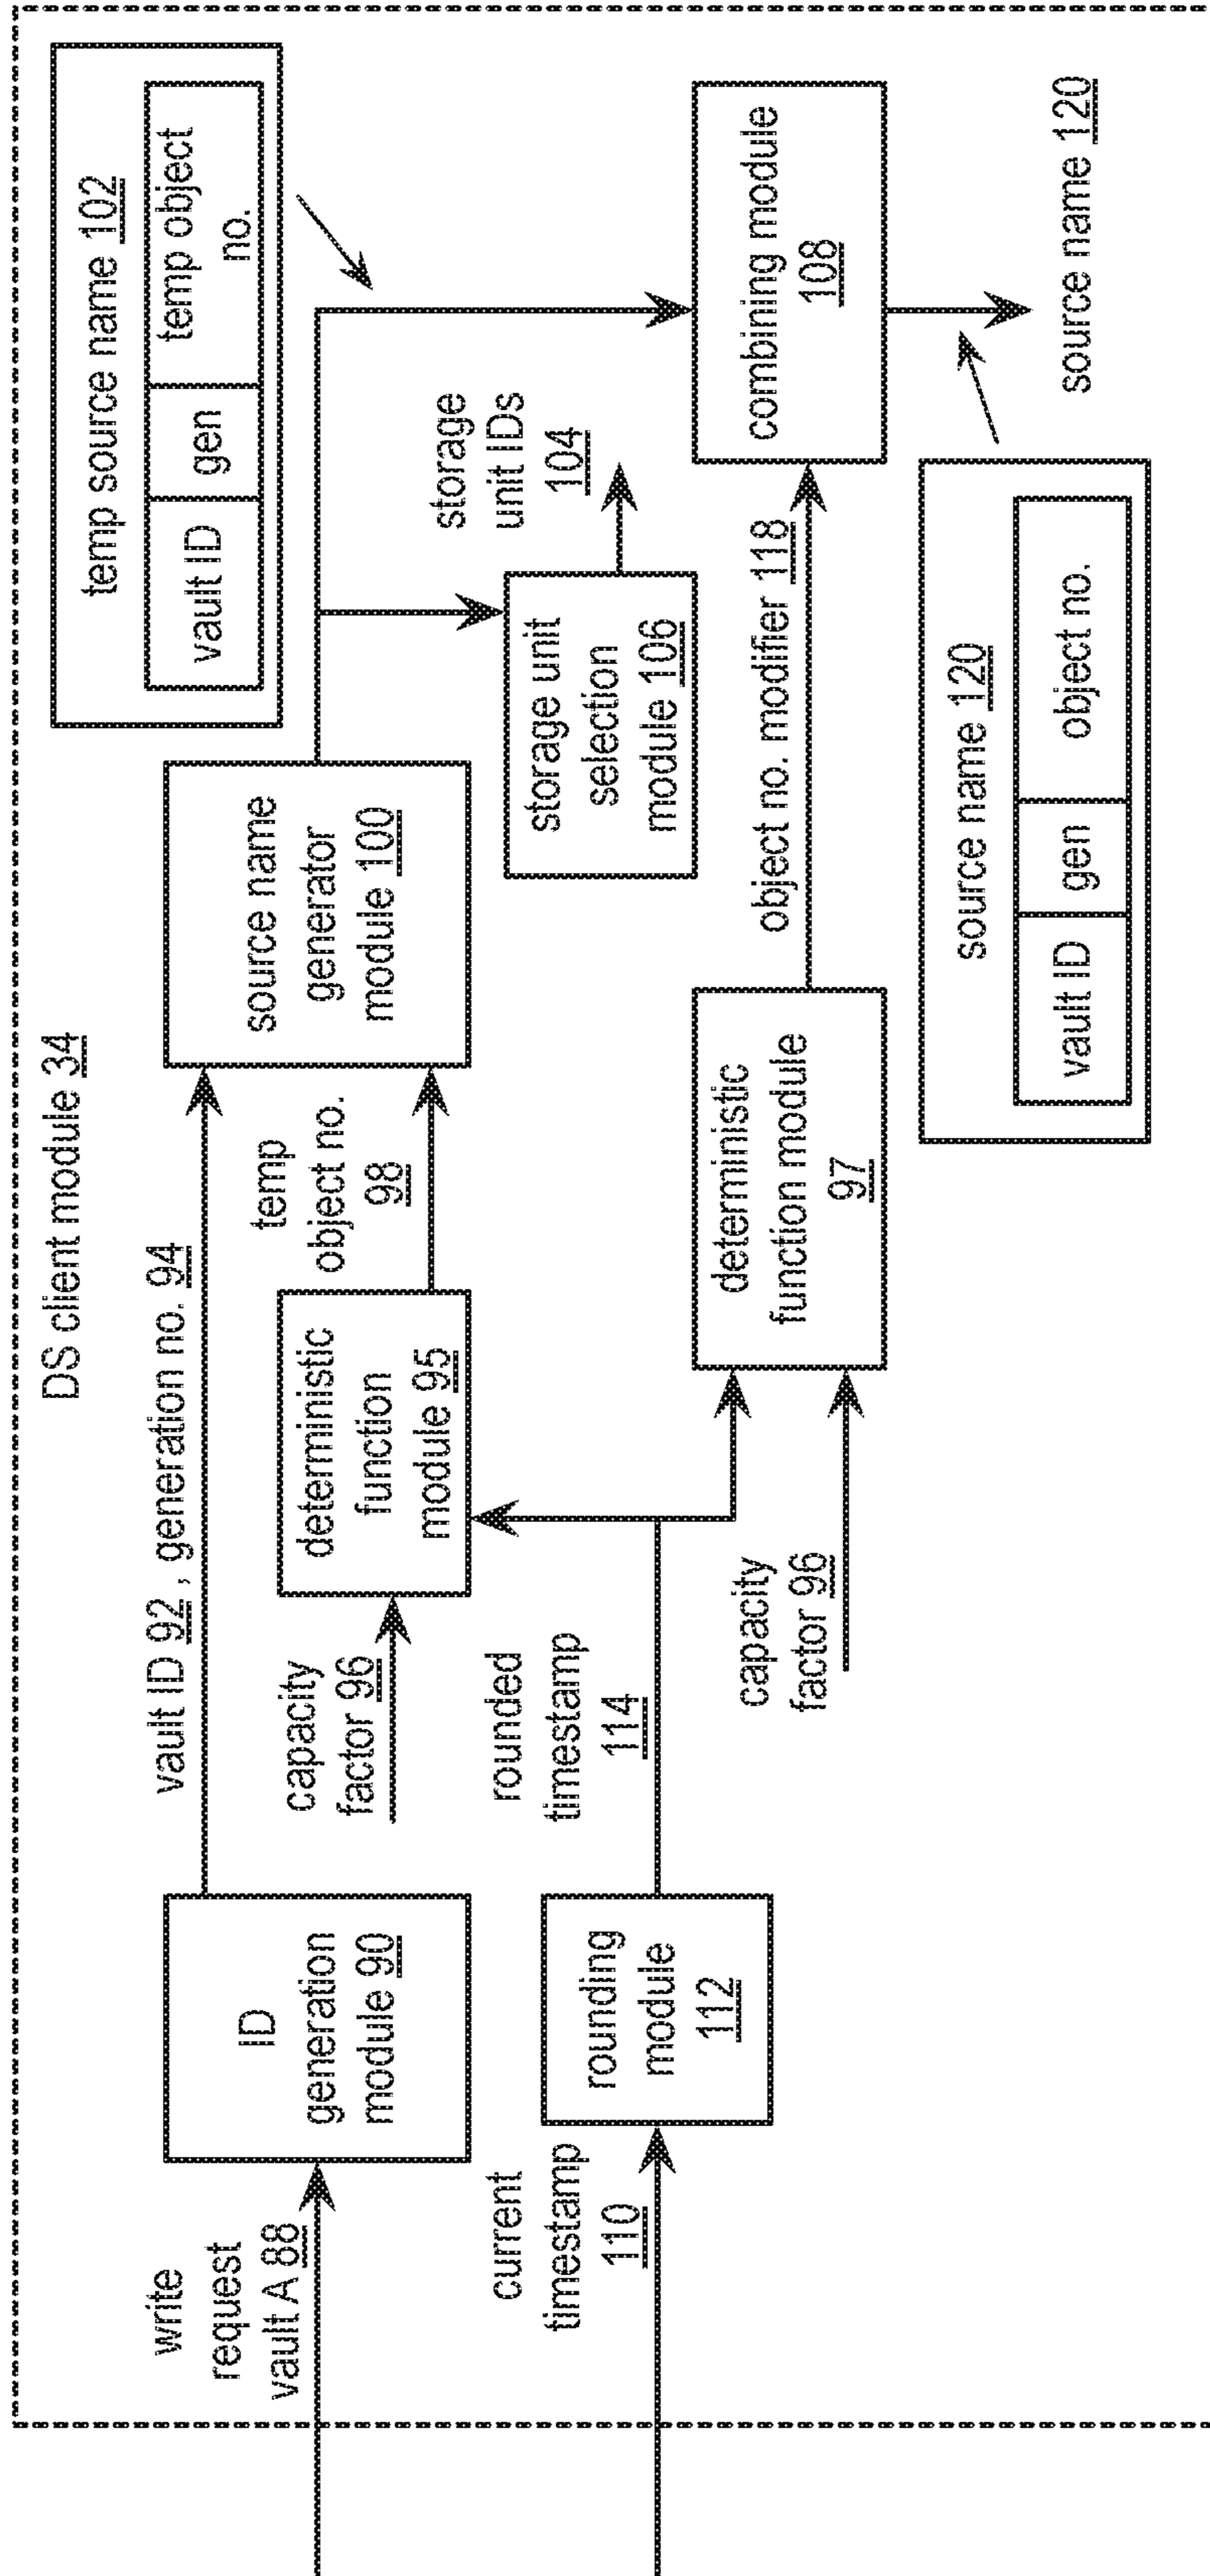 DS client module 34
write
request
vault A 88
ID
generation
module 90
vault ID 92 , generation no. 94
capacity
factor 96
deterministic
function
module 95
temp
object no.
98
source name
generator
module 100
temp source name 102
vault ID
gen
temp object
no.
current
timestamp
110
rounding
module
112
rounded
timestamp
114
capacity
factor 96
deterministic
function module
97
storage unit
selection
module 106
storage
unit IDs
104
object no. modifier 118
combining module
108
source name 120
vault ID
gen
object no.
source name 120